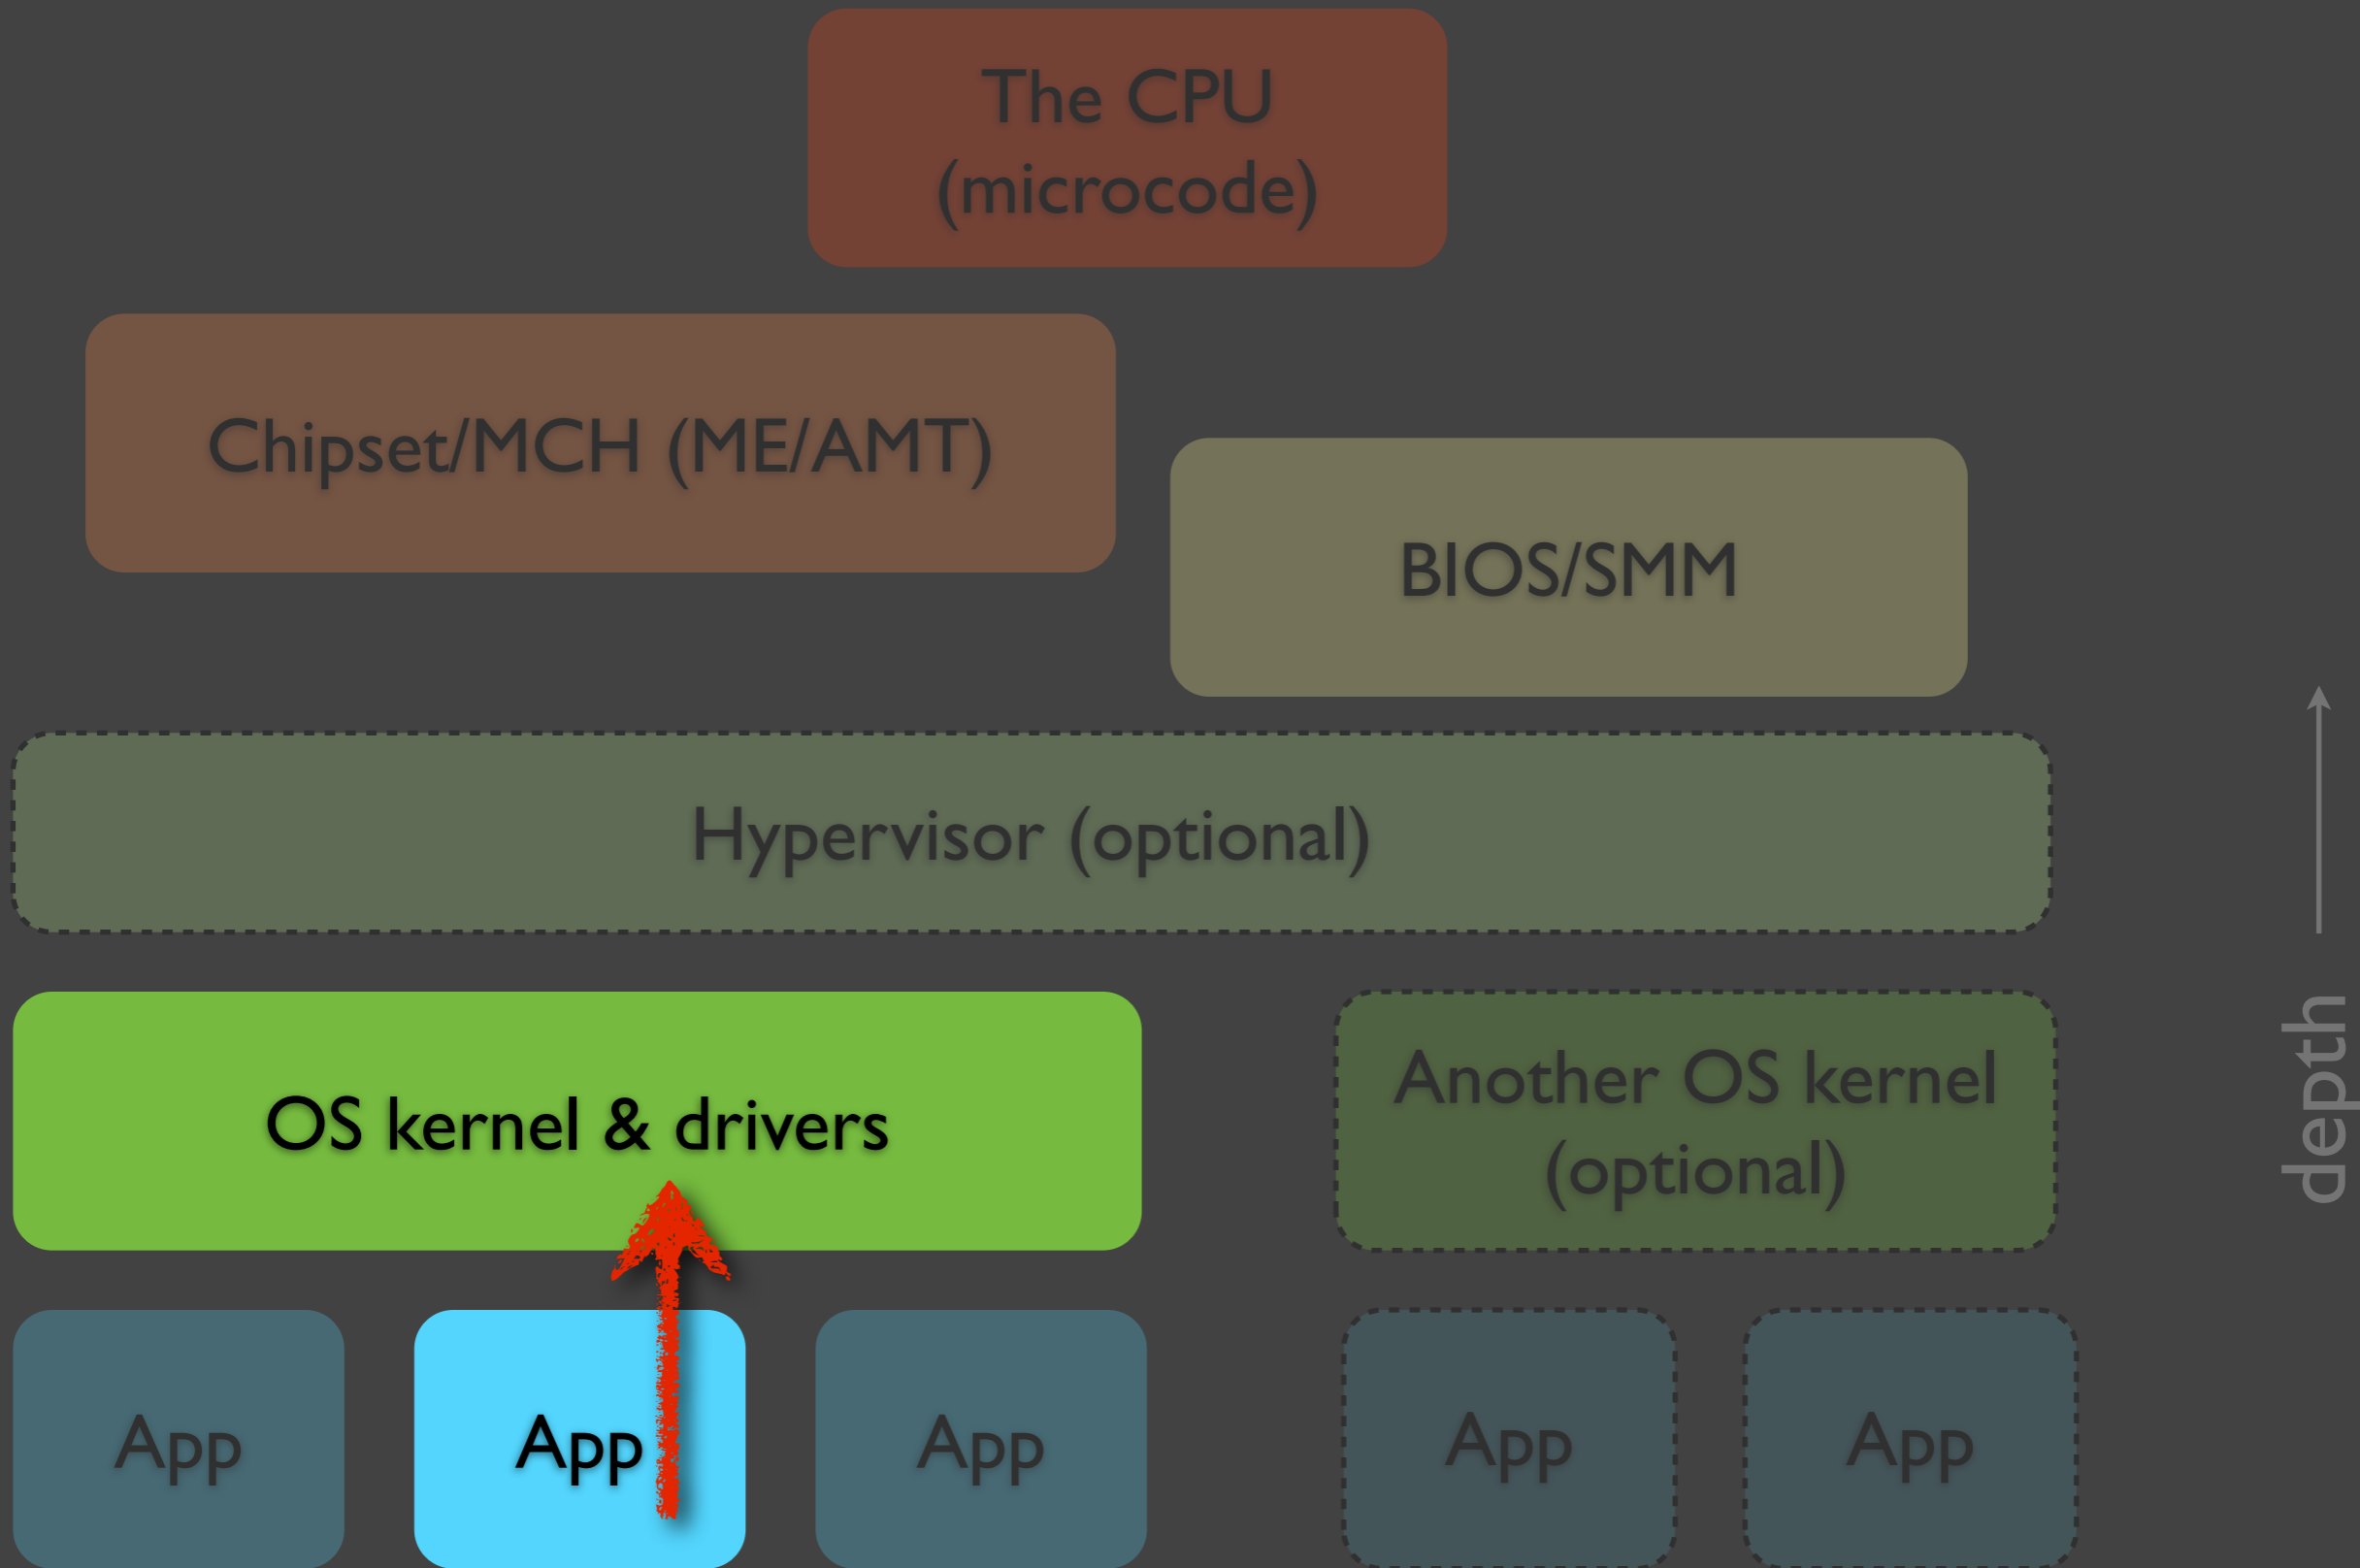 The CPU
(microcode)
Chipset/MCH (ME/AMT)
BIOS/SMM
Hypervisor (optional)
OS kernel & drivers
Another OS kernel
(optional)
App
App
App
App
App
depth